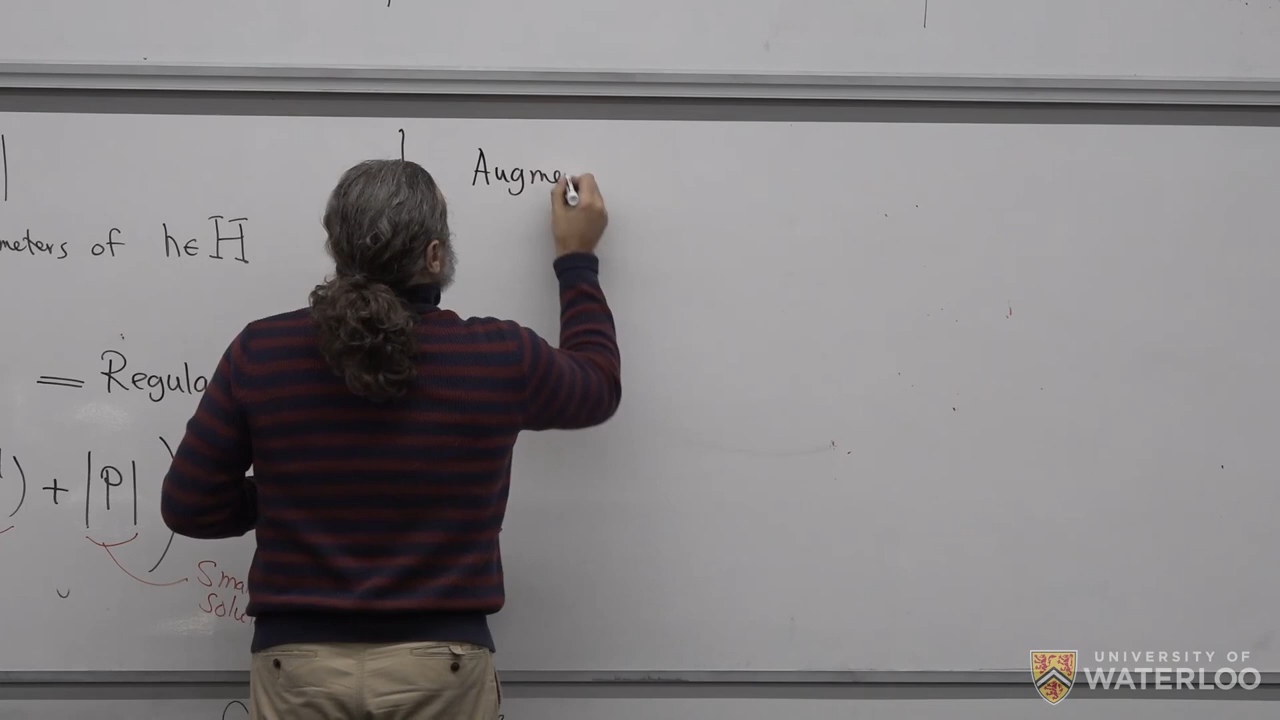 Augme
meters of h∈ H
= Regula
) + |P| )
Sma
Solu
UNIVERSITY OF
WATERLOO